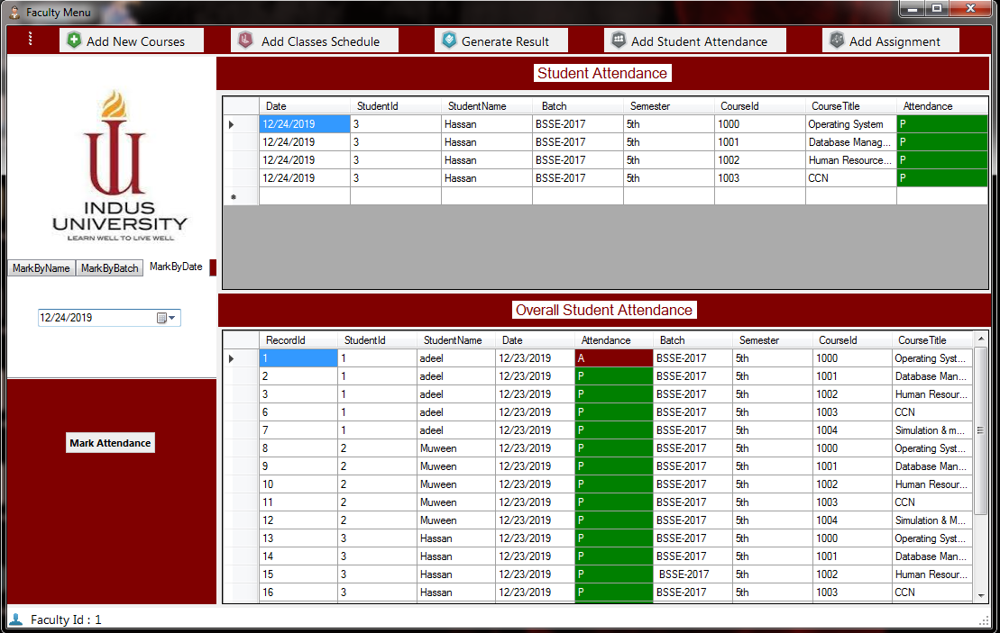 Faculty Menu
Add New Courses Add Classes Schedule Generate Result Add Student Attendance Add Assignment
INDUS
UNIVERSITY
LEARN WELL TO LIVE WELL
MarkByName MarkByBatch MarkByDate
12/24/2019
Mark Attendance
Student Attendance
Date StudentId StudentName Batch Semester CourseId CourseTitle Attendance
12/24/2019 3 Hassan BSSE-2017 5th 1000 Operating System P
12/24/2019 3 Hassan BSSE-2017 5th 1001 Database Manag... P
12/24/2019 3 Hassan BSSE-2017 5th 1002 Human Resource... P
12/24/2019 3 Hassan BSSE-2017 5th 1003 CCN P
Overall Student Attendance
RecordId StudentId StudentName Date Attendance Batch Semester CourseId CourseTitle
1 1 adeel 12/23/2019 A BSSE-2017 5th 1000 Operating Syst...
2 1 adeel 12/23/2019 P BSSE-2017 5th 1001 Database Man...
3 1 adeel 12/23/2019 P BSSE-2017 5th 1002 Human Resour...
6 1 adeel 12/23/2019 P BSSE-2017 5th 1003 CCN
7 1 adeel 12/23/2019 P BSSE-2017 5th 1004 Simulation & m...
8 2 Muween 12/23/2019 P BSSE-2017 5th 1000 Operating Syst...
9 2 Muween 12/23/2019 P BSSE-2017 5th 1001 Database Man...
10 2 Muween 12/23/2019 P BSSE-2017 5th 1002 Human Resour...
11 2 Muween 12/23/2019 P BSSE-2017 5th 1003 CCN
12 2 Muween 12/23/2019 P BSSE-2017 5th 1004 Simulation & M...
13 3 Hassan 12/23/2019 P BSSE-2017 5th 1000 Operating Syst...
14 3 Hassan 12/23/2019 P BSSE-2017 5th 1001 Database Man...
15 3 Hassan 12/23/2019 P BSSE-2017 5th 1002 Human Resour...
16 3 Hassan 12/23/2019 P BSSE-2017 5th 1003 CCN
Faculty Id : 1